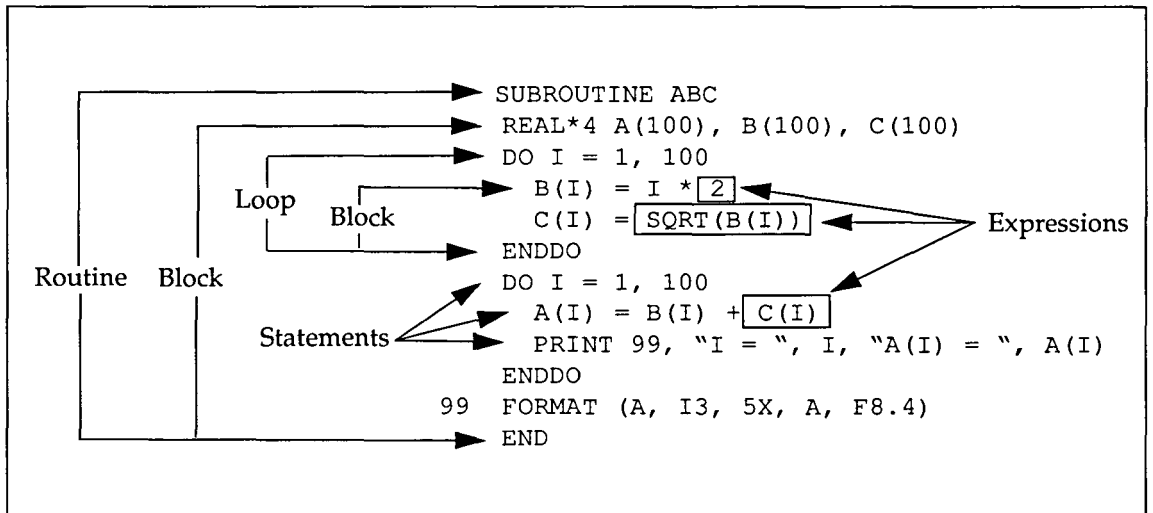 SUBROUTINE ABC
REAL*4 A(100), B(100), C(100)
DO I = 1, 100
B(I) = I * 2
Loop
Block
C(I) = SQRT(B(I))
Expressions
ENDDO
Routine
Block
DO I = 1, 100
A(I) = B(I) + C(I)
Statements
PRINT 99, “I = “, I, “A(I) = “, A(I)
ENDDO
99 FORMAT (A, I3, 5X, A, F8.4)
END